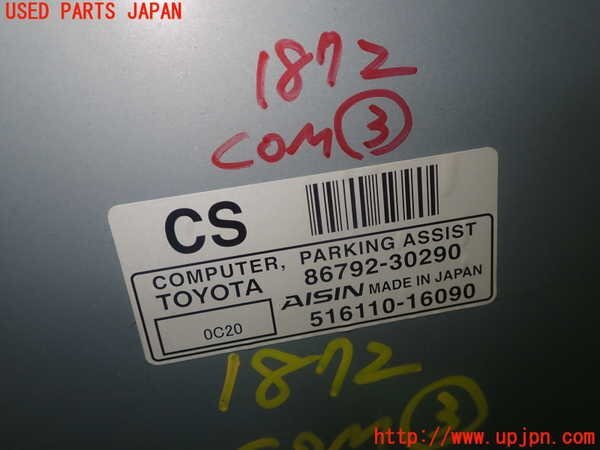 USED PARTS JAPAN
1872
COM③
CS
COMPUTER, PARKING ASSIST
TOYOTA 86792-30290
AISIN MADE IN JAPAN
0C20 516110-16090
1872
COM③
http://www.upjpn.com